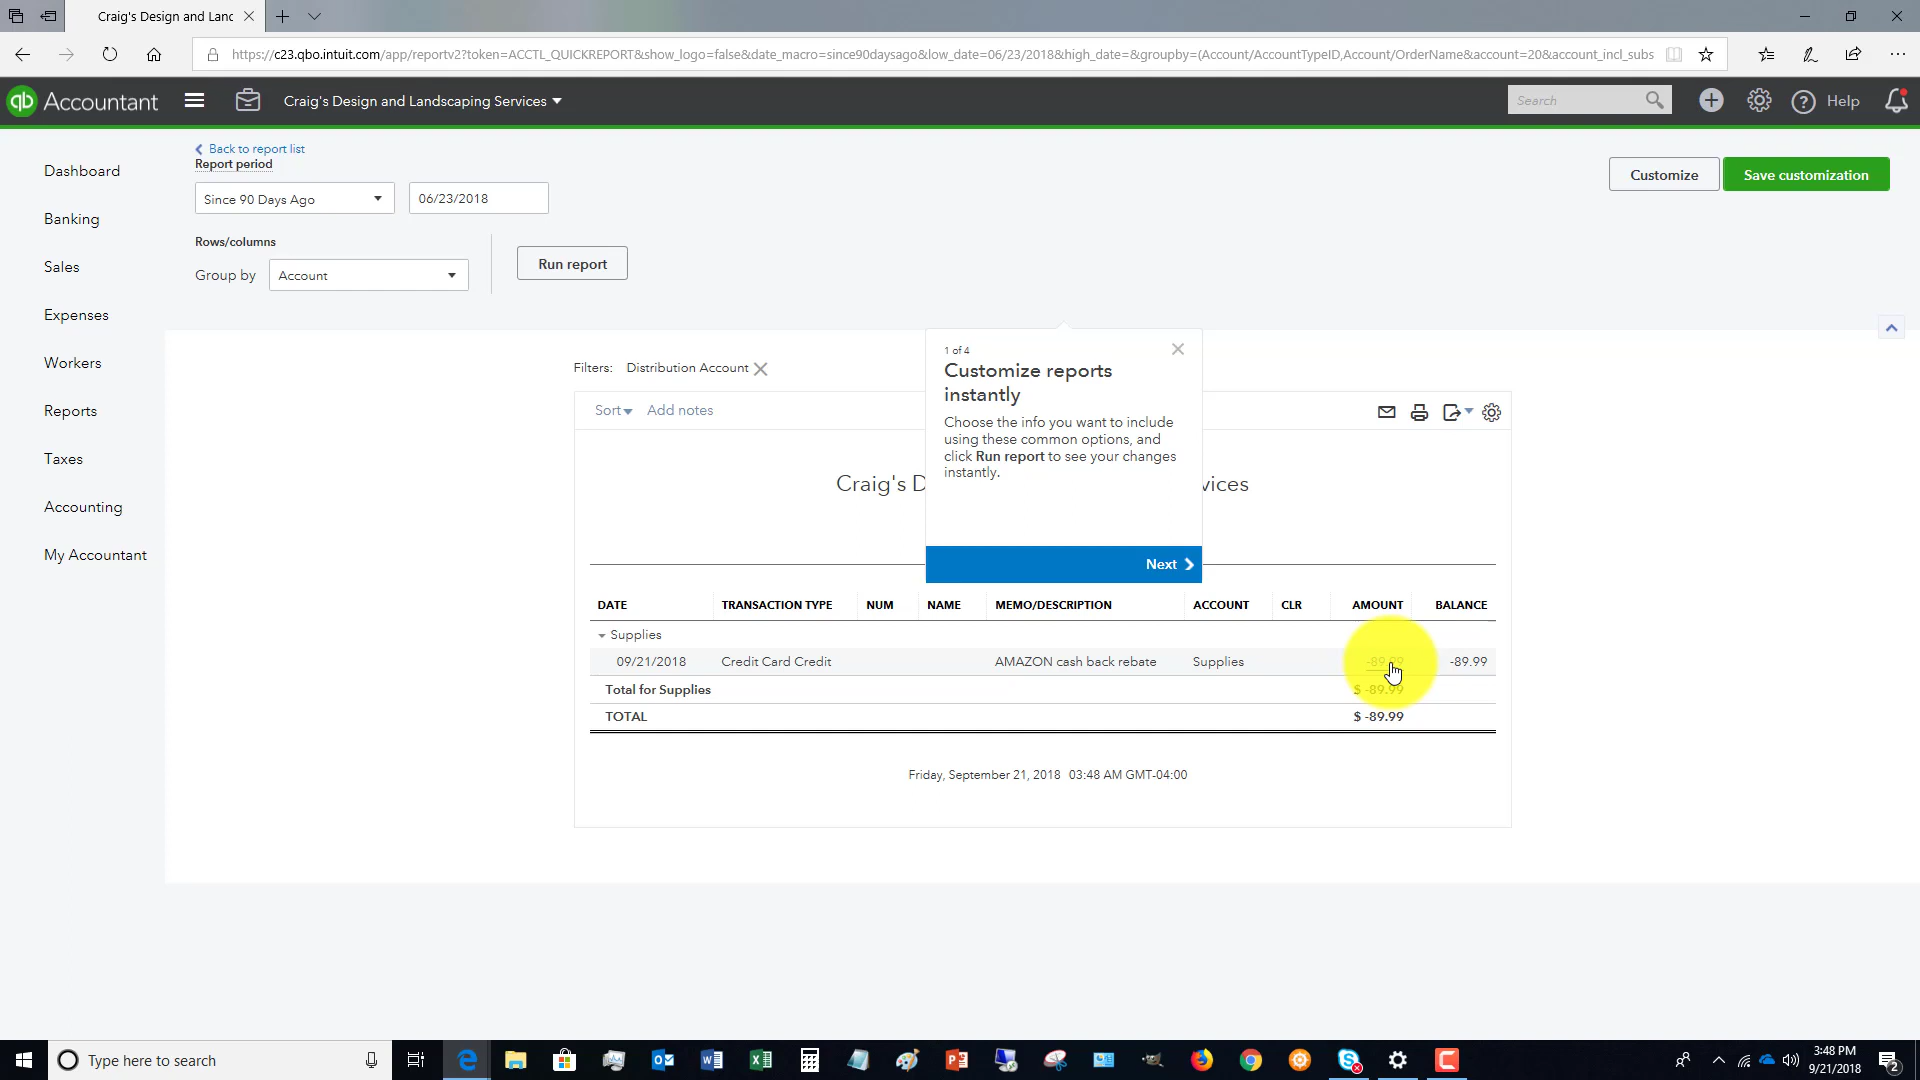 Craig's Design and Lanc
https://c23.qbo.intuit.com/app/reportv2?token=ACCTL_QUICKREPORT&show_logo=false&date_macro=since90daysago&low_date=06/23/2018&high_date=&groupby=(Account/AccountTypeID,Account/OrderName&account=20&account_incl_subs
qb Accountant
Craig's Design and Landscaping Services
Search
Help
Dashboard
Banking
Sales
Expenses
Workers
Reports
Taxes
Accounting
My Accountant
Back to report list
Report period
Since 90 Days Ago
06/23/2018
Rows/columns
Group by
Account
Run report
Customize
Save customization
Filters: Distribution Account
Sort
Add notes
1 of 4
Customize reports
instantly
Choose the info you want to include
using these common options, and
click Run report to see your changes
instantly.
Next
Craig's D
vices
DATE TRANSACTION TYPE NUM NAME MEMO/DESCRIPTION ACCOUNT CLR AMOUNT BALANCE
Supplies
09/21/2018 Credit Card Credit AMAZON cash back rebate Supplies -89.99 -89.99
Total for Supplies $ -89.99
TOTAL $ -89.99
Friday, September 21, 2018 03:48 AM GMT-04:00
Type here to search
3:48 PM
9/21/2018
2